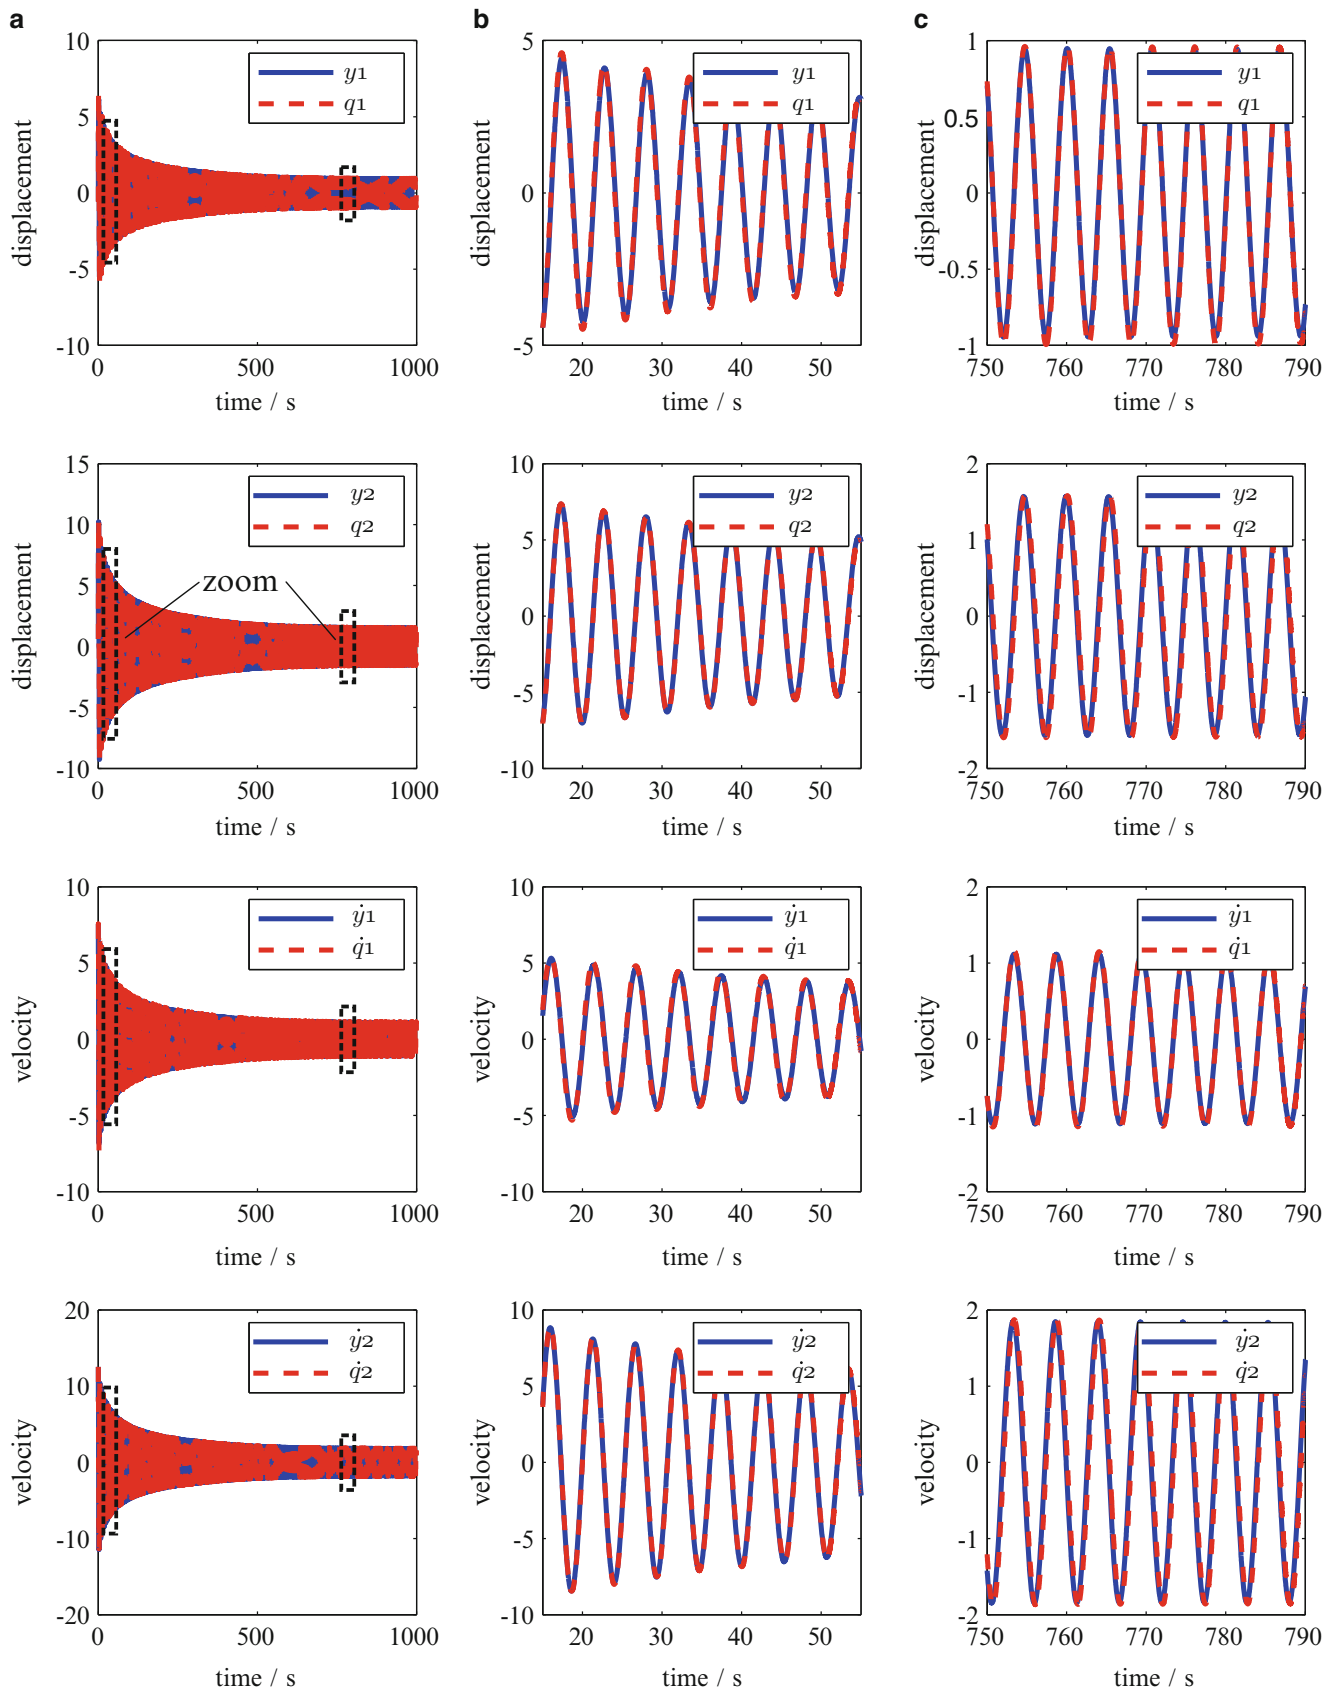 a
b
c
10
5
0
-5
-10
displacement
y1
q1
0
500
1000
time / s
5
0
-5
displacement
y1
q1
20
30
40
50
time / s
1
0.5
0
-0.5
-1
displacement
y1
q1
750
760
770
780
790
time / s
15
10
5
0
-5
-10
displacement
y2
q2
zoom
0
500
1000
time / s
10
5
0
-5
-10
displacement
y2
q2
20
30
40
50
time / s
2
1
0
-1
-2
displacement
y2
q2
750
760
770
780
790
time / s
10
5
0
-5
-10
velocity
ẏ1
q̇1
0
500
1000
time / s
10
5
0
-5
-10
velocity
ẏ1
q̇1
20
30
40
50
time / s
2
1
0
-1
-2
velocity
ẏ1
q̇1
750
760
770
780
790
time / s
20
10
0
-10
-20
velocity
ẏ2
q̇2
0
500
1000
time / s
10
5
0
-5
-10
velocity
ẏ2
q̇2
20
30
40
50
time / s
2
1
0
-1
-2
velocity
ẏ2
q̇2
750
760
770
780
790
time / s